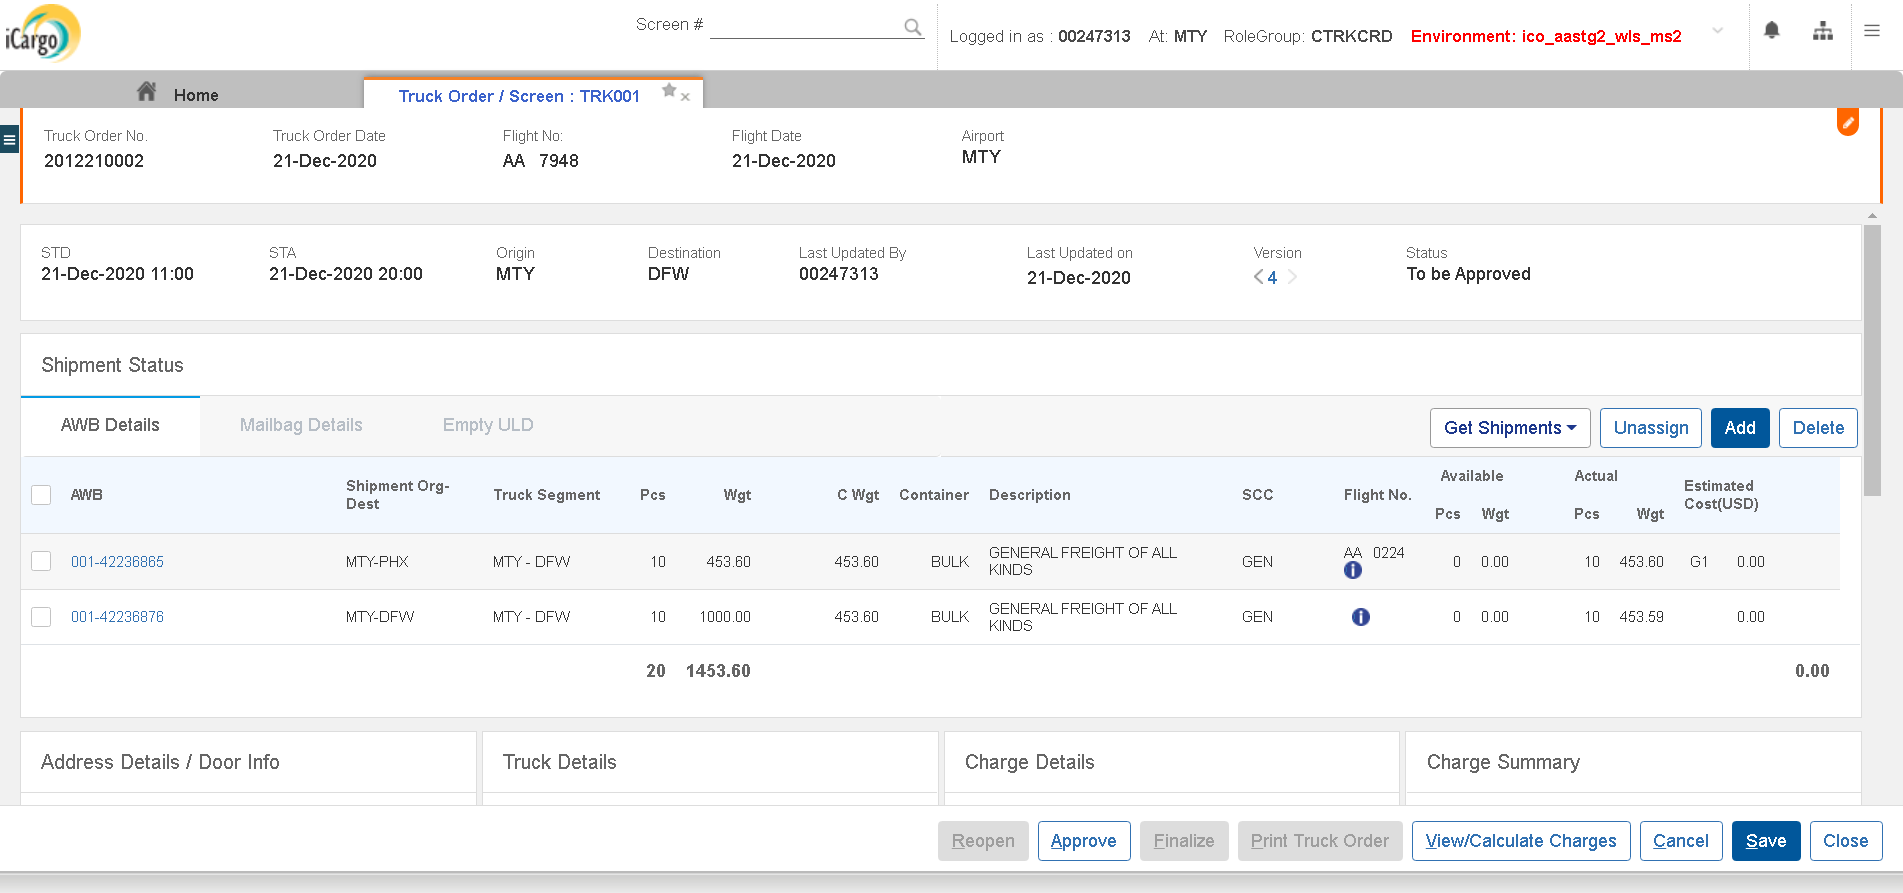 iCargo
Screen #
Logged in as : 00247313 At: MTY RoleGroup: CTRKCRD Environment: ico_aastg2_wls_ms2
Home
Truck Order / Screen : TRK001
Truck Order No. Truck Order Date Flight No: Flight Date Airport
2012210002 21-Dec-2020 AA 7948 21-Dec-2020 MTY
STD STA Origin Destination Last Updated By Last Updated on Version Status
21-Dec-2020 11:00 21-Dec-2020 20:00 MTY DFW 00247313 21-Dec-2020 4 To be Approved
Shipment Status
AWB Details Mailbag Details Empty ULD Get Shipments Unassign Add Delete
AWB Shipment Org-Dest Truck Segment Pcs Wgt C Wgt Container Description SCC Flight No. Available Pcs Wgt Actual Pcs Wgt Estimated Cost(USD)
001-42236865 MTY-PHX MTY - DFW 10 453.60 453.60 BULK GENERAL FREIGHT OF ALL KINDS GEN AA 0224 0 0.00 10 453.60 G1 0.00
001-42236876 MTY-DFW MTY - DFW 10 1000.00 453.60 BULK GENERAL FREIGHT OF ALL KINDS GEN 0 0.00 10 453.59 0.00
20 1453.60 0.00
Address Details / Door Info Truck Details Charge Details Charge Summary
Reopen Approve Finalize Print Truck Order View/Calculate Charges Cancel Save Close